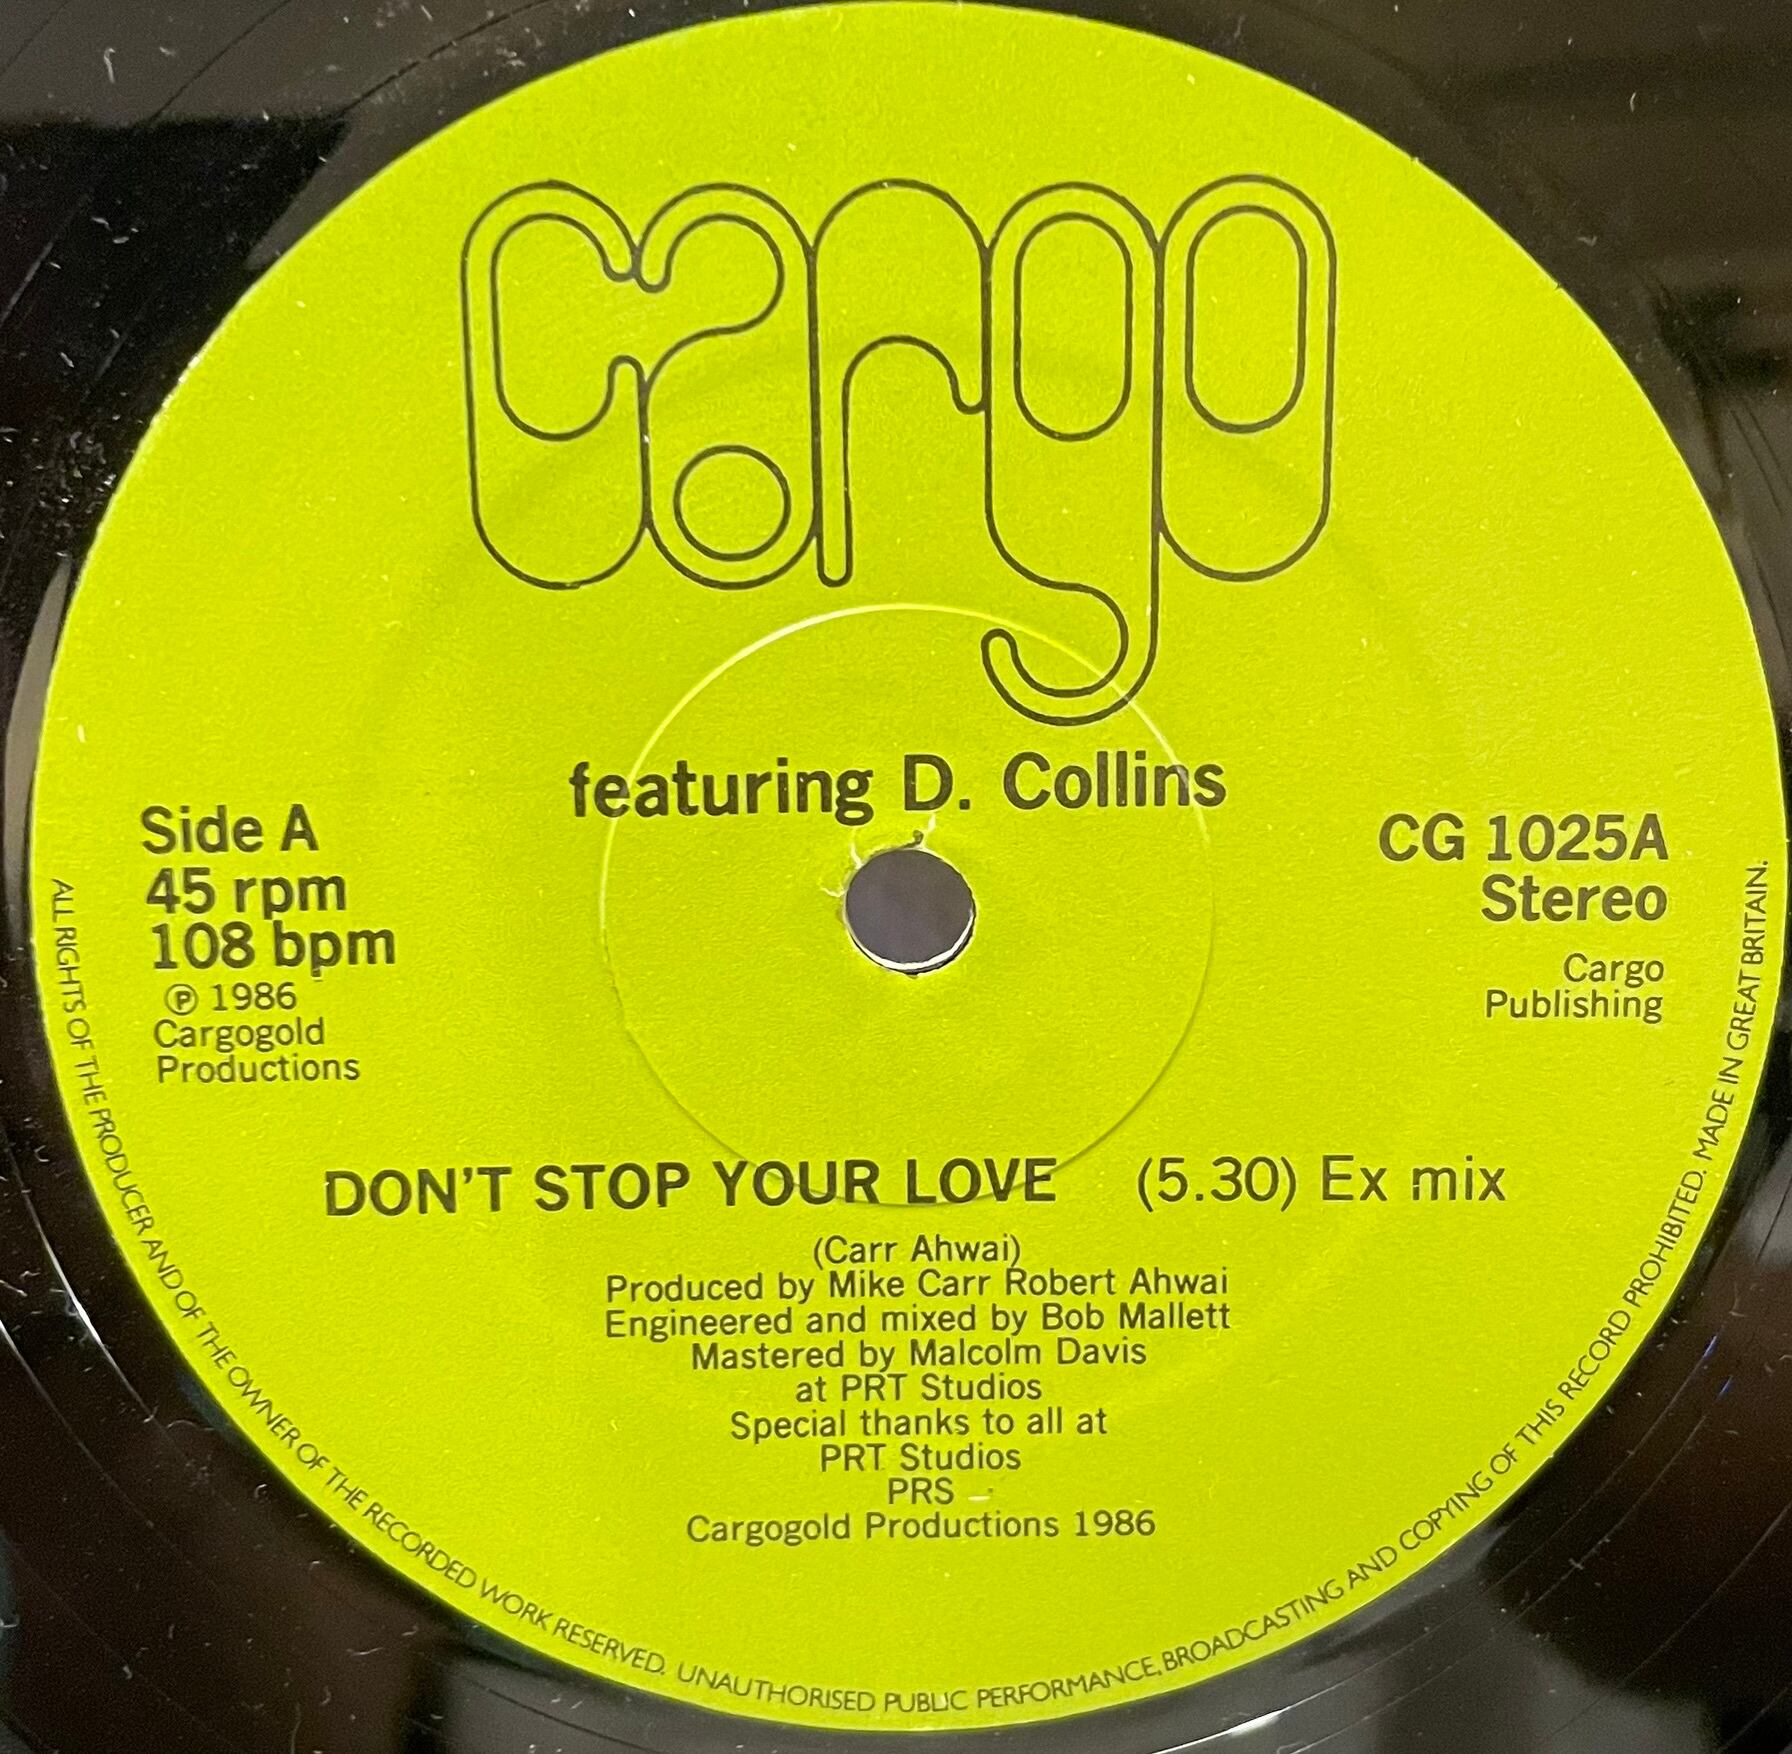 cargo
featuring D. Collins
Side A
45 rpm
108 bpm
℗ 1986
Cargogold
Productions
CG 1025A
Stereo
Cargo
Publishing
DON'T STOP YOUR LOVE (5.30) Ex mix
(Carr Ahwai)
Produced by Mike Carr Robert Ahwai
Engineered and mixed by Bob Mallett
Mastered by Malcolm Davis
at PRT Studios
Special thanks to all at
PRT Studios
PRS
Cargogold Productions 1986
ALL RIGHTS OF THE PRODUCER AND OF THE OWNER OF THE RECORDED WORK RESERVED. UNAUTHORISED PUBLIC PERFORMANCE, BROADCASTING AND COPYING OF THIS RECORD PROHIBITED. MADE IN GREAT BRITAIN.